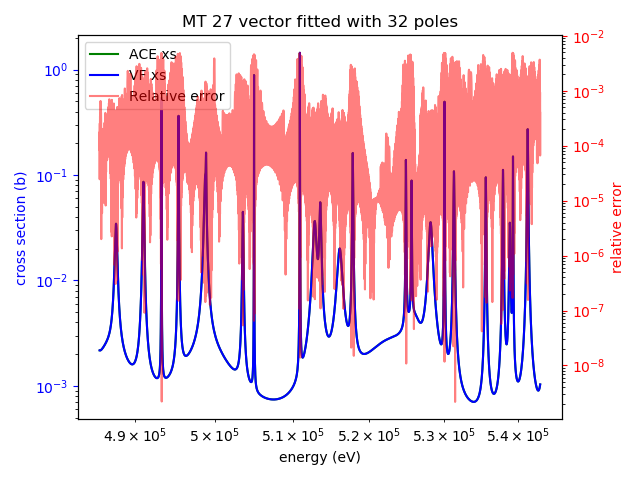 MT 27 vector fitted with 32 poles
ACE xs
VF xs
Relative error
cross section (b)
10⁰
10⁻¹
10⁻²
10⁻³
relative error
10⁻²
10⁻³
10⁻⁴
10⁻⁵
10⁻⁶
10⁻⁷
10⁻⁸
4.9 × 10⁵ 5 × 10⁵ 5.1 × 10⁵ 5.2 × 10⁵ 5.3 × 10⁵ 5.4 × 10⁵
energy (eV)